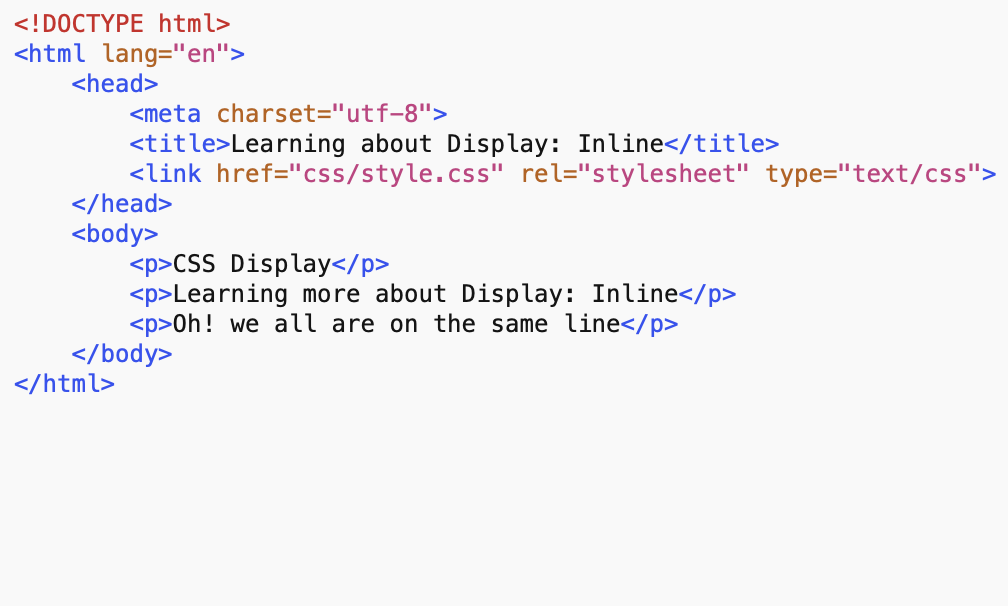 <!DOCTYPE html>
<html lang="en">
    <head>
        <meta charset="utf-8">
        <title>Learning about Display: Inline</title>
        <link href="css/style.css" rel="stylesheet" type="text/css">
    </head>
    <body>
        <p>CSS Display</p>
        <p>Learning more about Display: Inline</p>
        <p>Oh! we all are on the same line</p>
    </body>
</html>